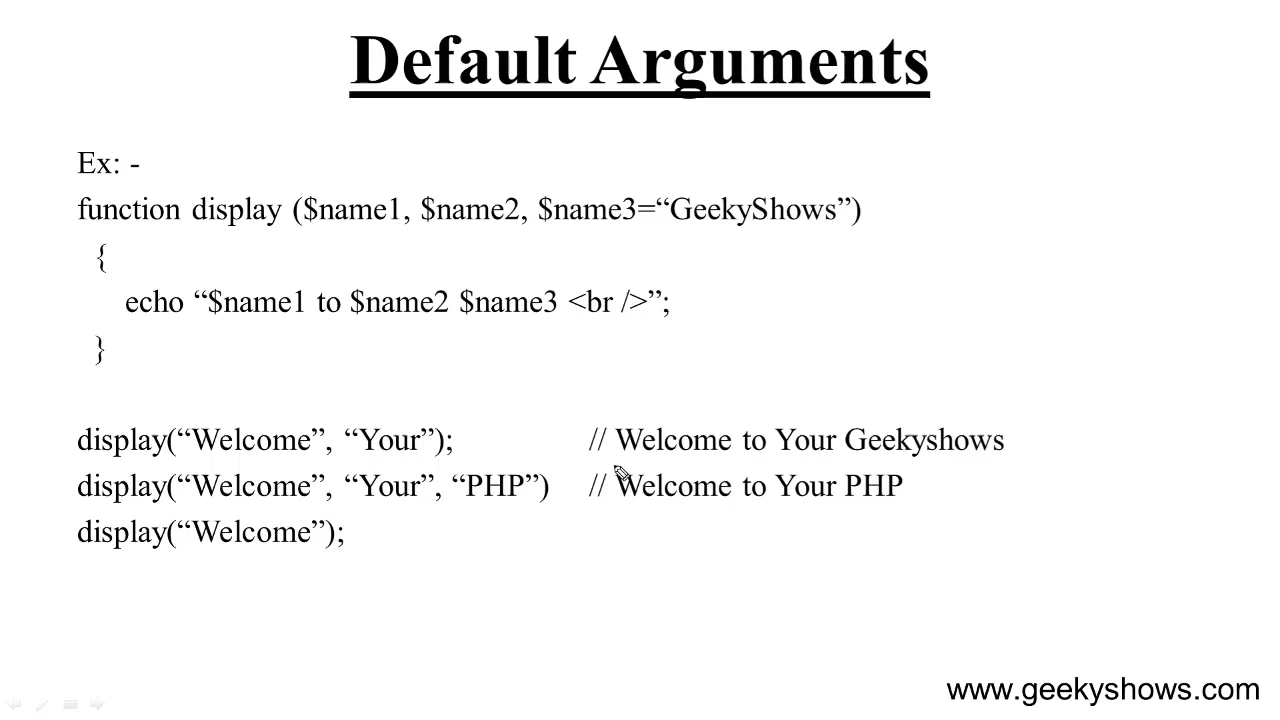 Default Arguments
Ex: -
function display ($name1, $name2, $name3=“GeekyShows”)
{
echo “$name1 to $name2 $name3 <br />”;
}
display(“Welcome”, “Your”); // Welcome to Your Geekyshows
display(“Welcome”, “Your”, “PHP”) // Welcome to Your PHP
display(“Welcome”);
www.geekyshows.com